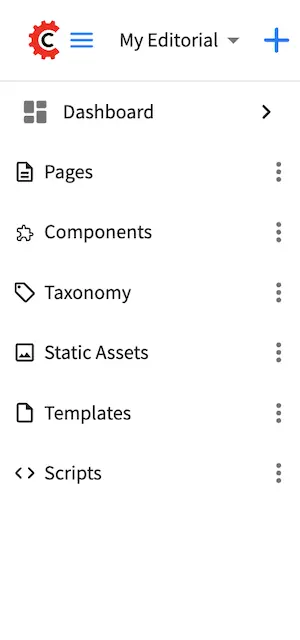 C
My Editorial
Dashboard
Pages
Components
Taxonomy
Static Assets
Templates
Scripts